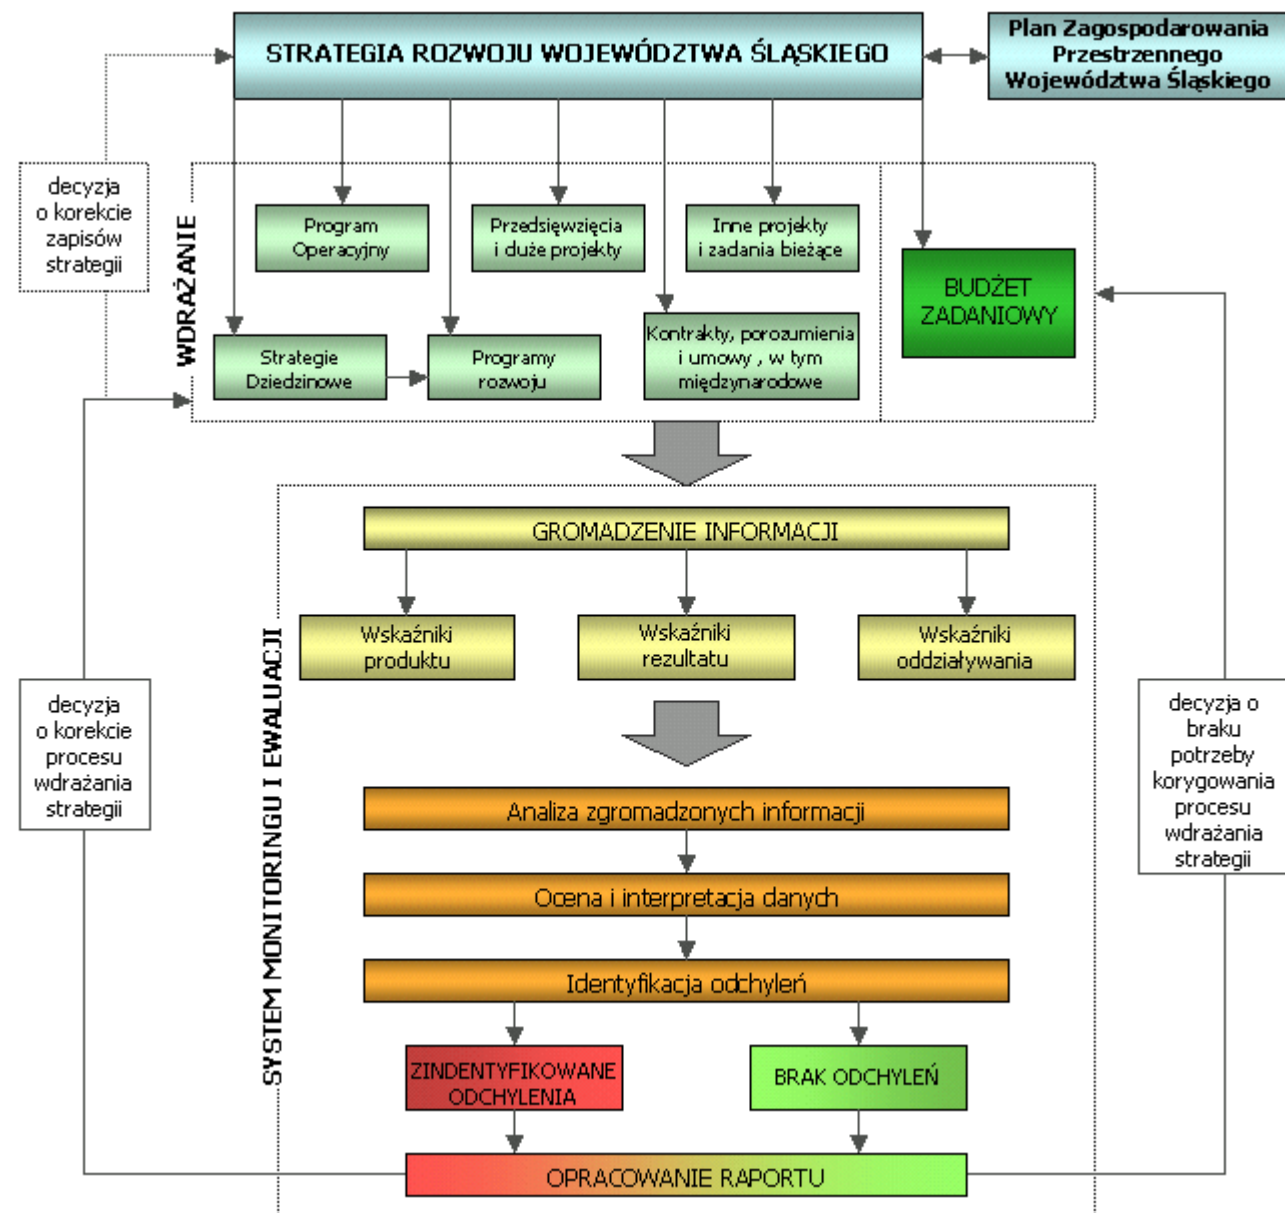 STRATEGIA ROZWOJU WOJEWÓDZTWA ŚLĄSKIEGO
Plan Zagospodarowania
Przestrzennego
Województwa Śląskiego
decyzja
o korekcie
zapisów
strategii
WDRAŻANIE
Program
Operacyjny
Przedsięwzięcia
i duże projekty
Inne projekty
i zadania bieżące
BUDŻET
ZADANIOWY
Strategie
Dziedzinowe
Programy
rozwoju
Kontrakty, porozumienia
i umowy , w tym
międzynarodowe
SYSTEM MONITORINGU I EWALUACJI
GROMADZENIE INFORMACJI
Wskaźniki
produktu
Wskaźniki
rezultatu
Wskaźniki
oddziaływania
decyzja
o korekcie
procesu
wdrażania
strategii
decyzja o
braku
potrzeby
korygowania
procesu
wdrażania
strategii
Analiza zgromadzonych informacji
Ocena i interpretacja danych
Identyfikacja odchyleń
ZINDENTYFIKOWANE
ODCHYLENIA
BRAK ODCHYLEŃ
OPRACOWANIE RAPORTU